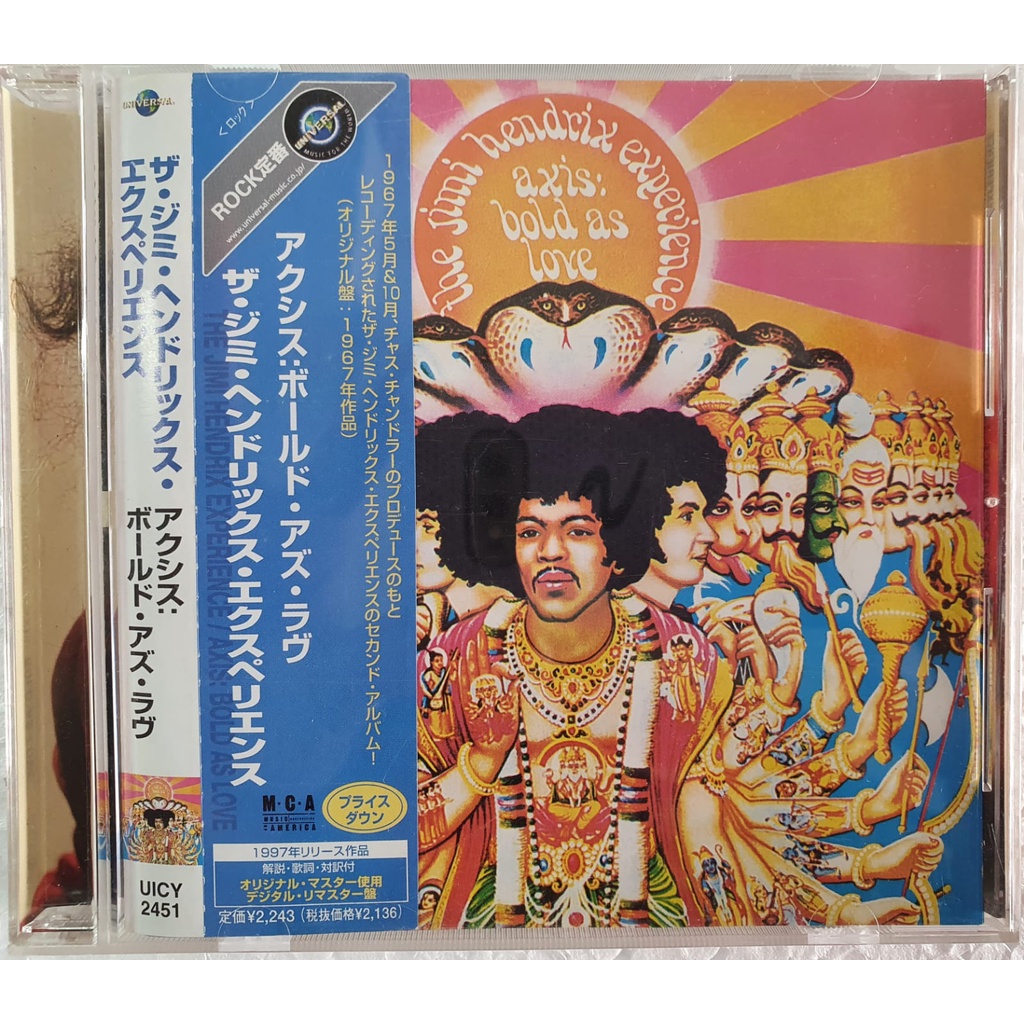 UNIVERSAL
ザ・ジミ・ヘンドリックス・
エクスペリエンス
アクシス:
ボールド・アズ・ラヴ
UICY
2451
<ロック>
ROCK定番
www.universal-music.co.jp/
UNIVERSAL
1967年5月&10月、チャス・チャンドラーのプロデュースのもと
レコーディングされたザ・ジミ・ヘンドリックス・エクスペリエンスのセカンド・アルバム!
(オリジナル盤:1967年作品)
アクシス:ボールド・アズ・ラヴ
ザ・ジミ・ヘンドリックス・エクスペリエンス
THE JIMI HENDRIX EXPERIENCE / AXIS: BOLD AS LOVE
M・C・A
MUSIC
AMERICA
プライス
ダウン
1997年リリース作品
解説・歌詞・対訳付
オリジナル・マスター使用
デジタル・リマスター盤
定価¥2,243 (税抜価格¥2,136)
the jimi hendrix experience
axis:
bold as
love